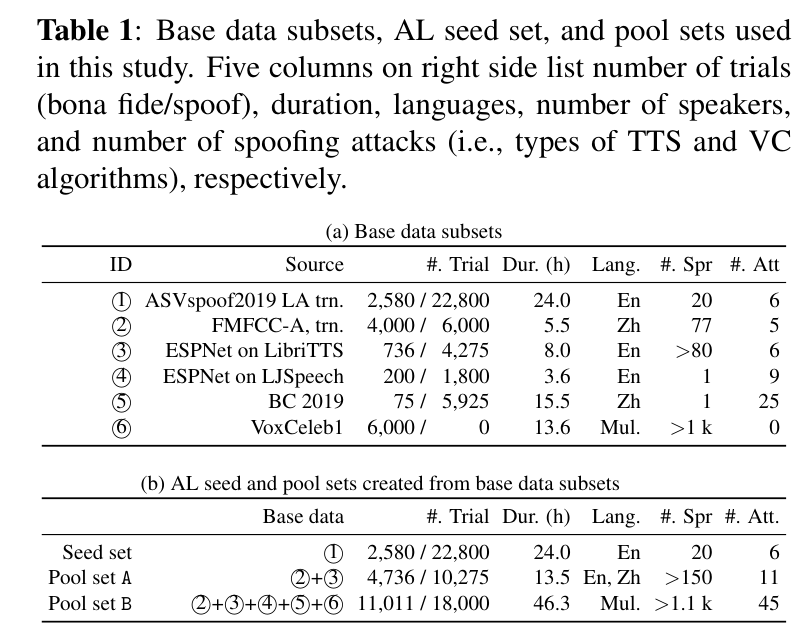 Table 1: Base data subsets, AL seed set, and pool sets used
in this study. Five columns on right side list number of trials
(bona fide/spoof), duration, languages, number of speakers,
and number of spoofing attacks (i.e., types of TTS and VC
algorithms), respectively.
(a) Base data subsets
ID Source #. Trial Dur. (h) Lang. #. Spr #. Att
① ASVspoof2019 LA trn. 2,580 / 22,800 24.0 En 20 6
② FMFCC-A, trn. 4,000 / 6,000 5.5 Zh 77 5
③ ESPNet on LibriTTS 736 / 4,275 8.0 En >80 6
④ ESPNet on LJSpeech 200 / 1,800 3.6 En 1 9
⑤ BC 2019 75 / 5,925 15.5 Zh 1 25
⑥ VoxCeleb1 6,000 / 0 13.6 Mul. >1 k 0
(b) AL seed and pool sets created from base data subsets
Base data #. Trial Dur. (h) Lang. #. Spr #. Att.
Seed set ① 2,580 / 22,800 24.0 En 20 6
Pool set A ②+③ 4,736 / 10,275 13.5 En, Zh >150 11
Pool set B ②+③+④+⑤+⑥ 11,011 / 18,000 46.3 Mul. >1.1 k 45